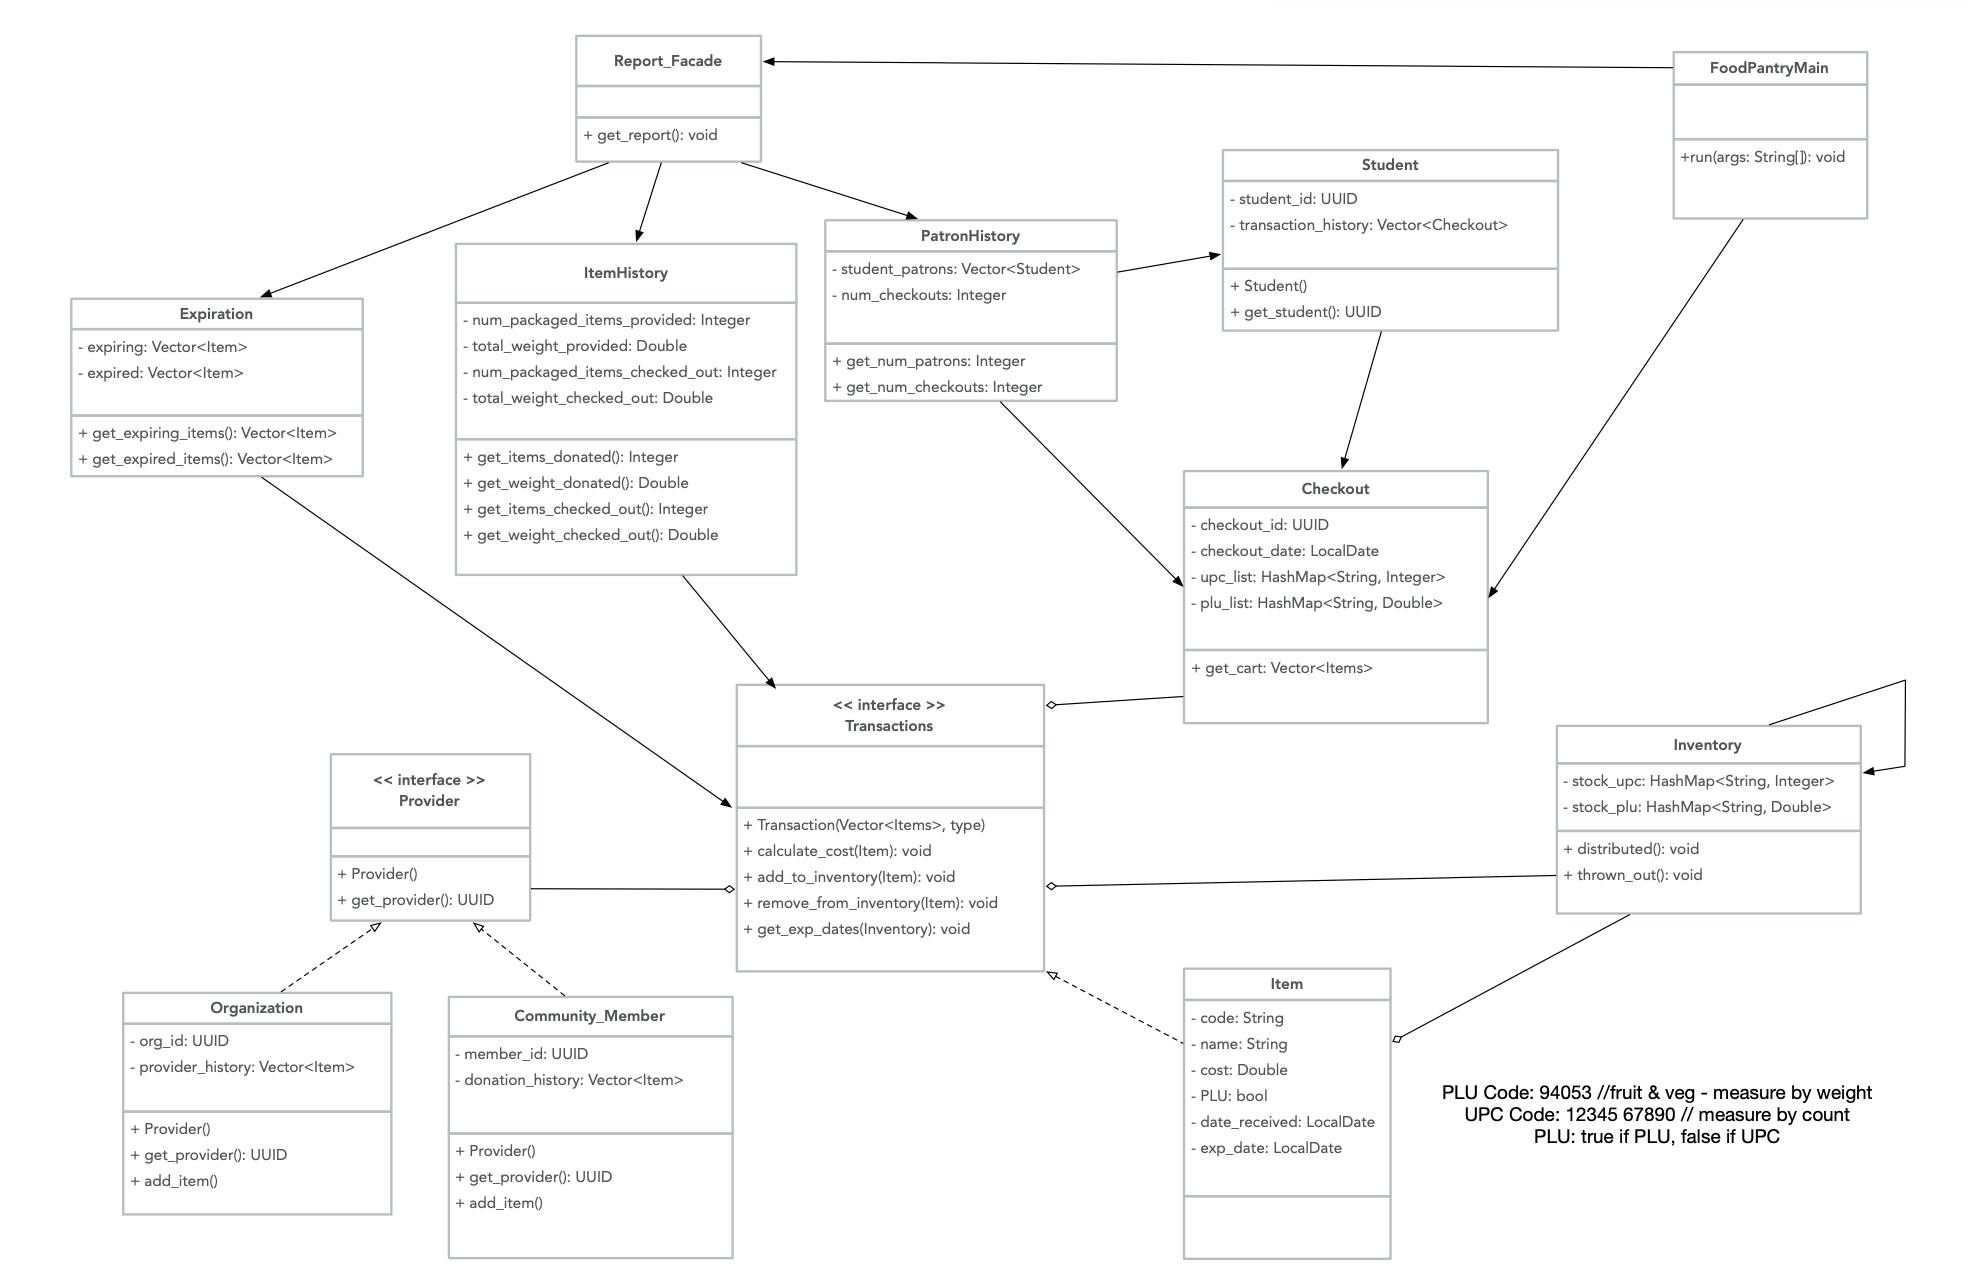 Report_Facade
+ get_report(): void
FoodPantryMain
+run(args: String[]): void
Student
- student_id: UUID
- transaction_history: Vector<Checkout>
+ Student()
+ get_student(): UUID
PatronHistory
- student_patrons: Vector<Student>
- num_checkouts: Integer
+ get_num_patrons: Integer
+ get_num_checkouts: Integer
ItemHistory
- num_packaged_items_provided: Integer
- total_weight_provided: Double
- num_packaged_items_checked_out: Integer
- total_weight_checked_out: Double
+ get_items_donated(): Integer
+ get_weight_donated(): Double
+ get_items_checked_out(): Integer
+ get_weight_checked_out(): Double
Expiration
- expiring: Vector<Item>
- expired: Vector<Item>
+ get_expiring_items(): Vector<Item>
+ get_expired_items(): Vector<Item>
Checkout
- checkout_id: UUID
- checkout_date: LocalDate
- upc_list: HashMap<String, Integer>
- plu_list: HashMap<String, Double>
+ get_cart: Vector<Items>
<< interface >>
Transactions
+ Transaction(Vector<Items>, type)
+ calculate_cost(Item): void
+ add_to_inventory(Item): void
+ remove_from_inventory(Item): void
+ get_exp_dates(Inventory): void
Inventory
- stock_upc: HashMap<String, Integer>
- stock_plu: HashMap<String, Double>
+ distributed(): void
+ thrown_out(): void
<< interface >>
Provider
+ Provider()
+ get_provider(): UUID
Organization
- org_id: UUID
- provider_history: Vector<Item>
+ Provider()
+ get_provider(): UUID
+ add_item()
Community_Member
- member_id: UUID
- donation_history: Vector<Item>
+ Provider()
+ get_provider(): UUID
+ add_item()
Item
- code: String
- name: String
- cost: Double
- PLU: bool
- date_received: LocalDate
- exp_date: LocalDate
PLU Code: 94053 //fruit & veg - measure by weight
UPC Code: 12345 67890 // measure by count
PLU: true if PLU, false if UPC